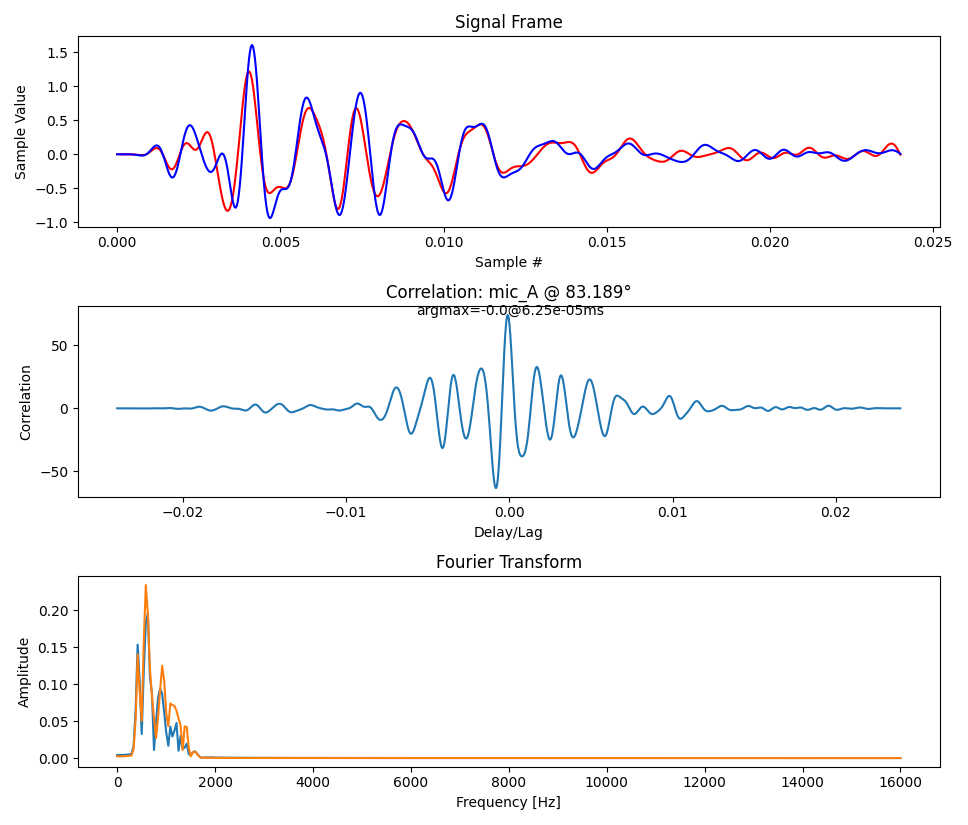 Signal Frame
Sample Value
1.5
1.0
0.5
0.0
−0.5
−1.0
0.000 0.005 0.010 0.015 0.020 0.025
Sample #
Correlation: mic_A @ 83.189°
argmax=-0.0@6.25e-05ms
Correlation
50
0
−50
−0.02 −0.01 0.00 0.01 0.02
Delay/Lag
Fourier Transform
Amplitude
0.20
0.15
0.10
0.05
0.00
0 2000 4000 6000 8000 10000 12000 14000 16000
Frequency [Hz]